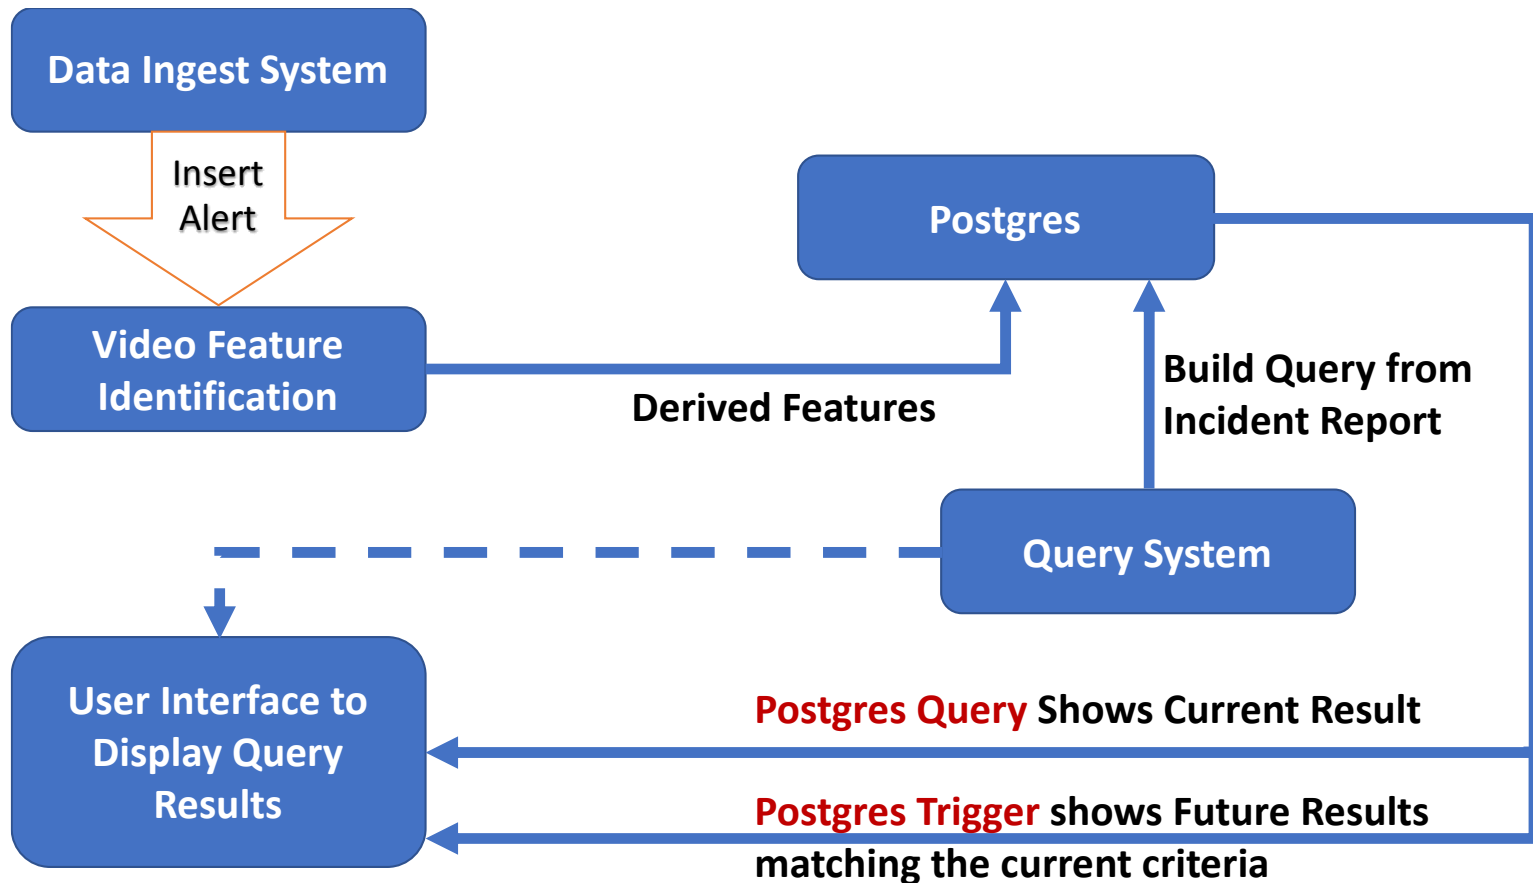 Data Ingest System
Insert
Alert
Postgres
Video Feature
Identification
Build Query from
Incident Report
Derived Features
Query System
User Interface to
Display Query
Results
Postgres Query Shows Current Result
Postgres Trigger shows Future Results
matching the current criteria